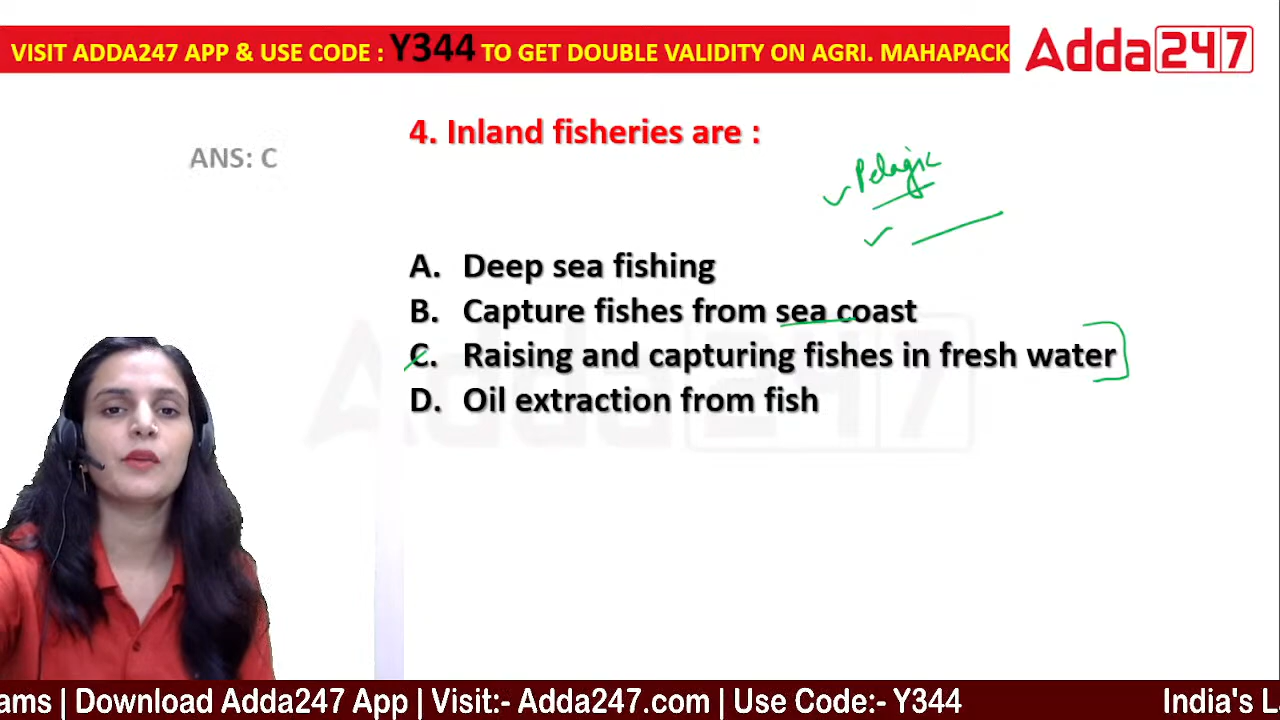 VISIT ADDA247 APP & USE CODE : Y344 TO GET DOUBLE VALIDITY ON AGRI. MAHAPACK
Adda247
4. Inland fisheries are :
ANS: C
Pelagic
A. Deep sea fishing
B. Capture fishes from sea coast
C. Raising and capturing fishes in fresh water
D. Oil extraction from fish
Adda247
ams | Download Adda247 App | Visit:- Adda247.com | Use Code:- Y344 India's L